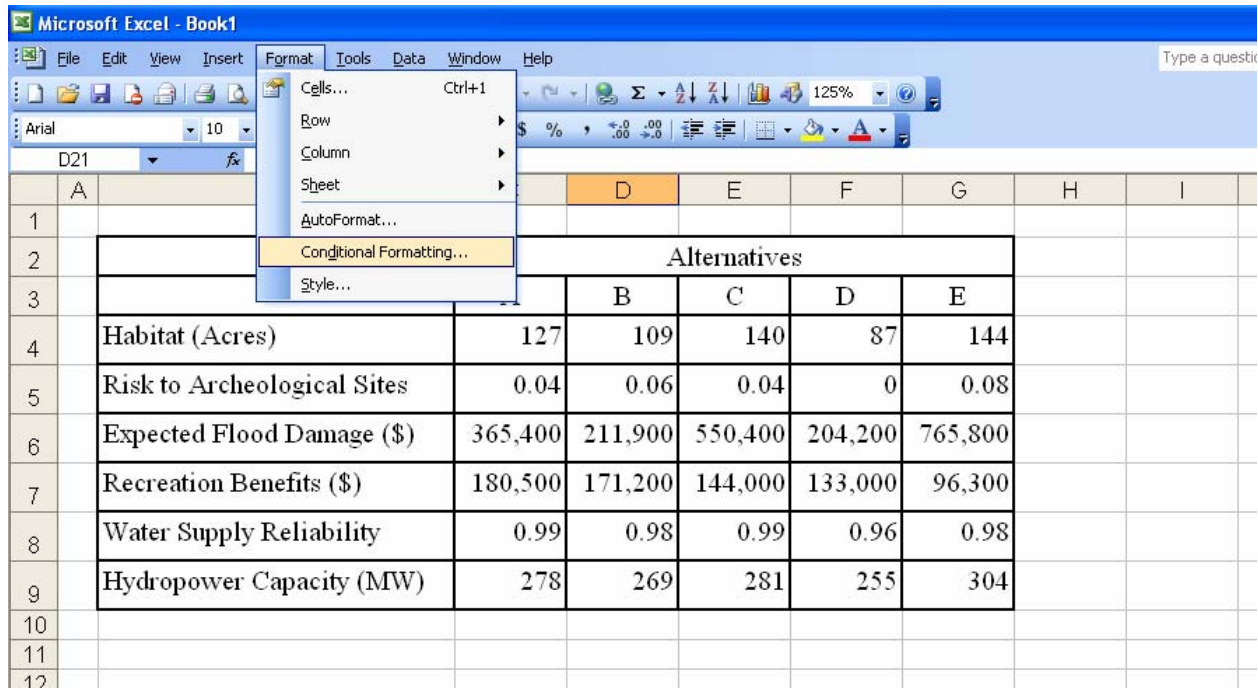 Microsoft Excel - Book1
File Edit View Insert Format Tools Data Window Help
Type a questio
Σ 125%
Arial 10 $ % , .00 .0
D21 fx
Cells... Ctrl+1
Row
Column
Sheet
AutoFormat...
Conditional Formatting...
Style...
A D E F G H I
1
2 Alternatives
3 B C D E
4 Habitat (Acres) 127 109 140 87 144
5 Risk to Archeological Sites 0.04 0.06 0.04 0 0.08
6 Expected Flood Damage ($) 365,400 211,900 550,400 204,200 765,800
7 Recreation Benefits ($) 180,500 171,200 144,000 133,000 96,300
8 Water Supply Reliability 0.99 0.98 0.99 0.96 0.98
9 Hydropower Capacity (MW) 278 269 281 255 304
10
11
12